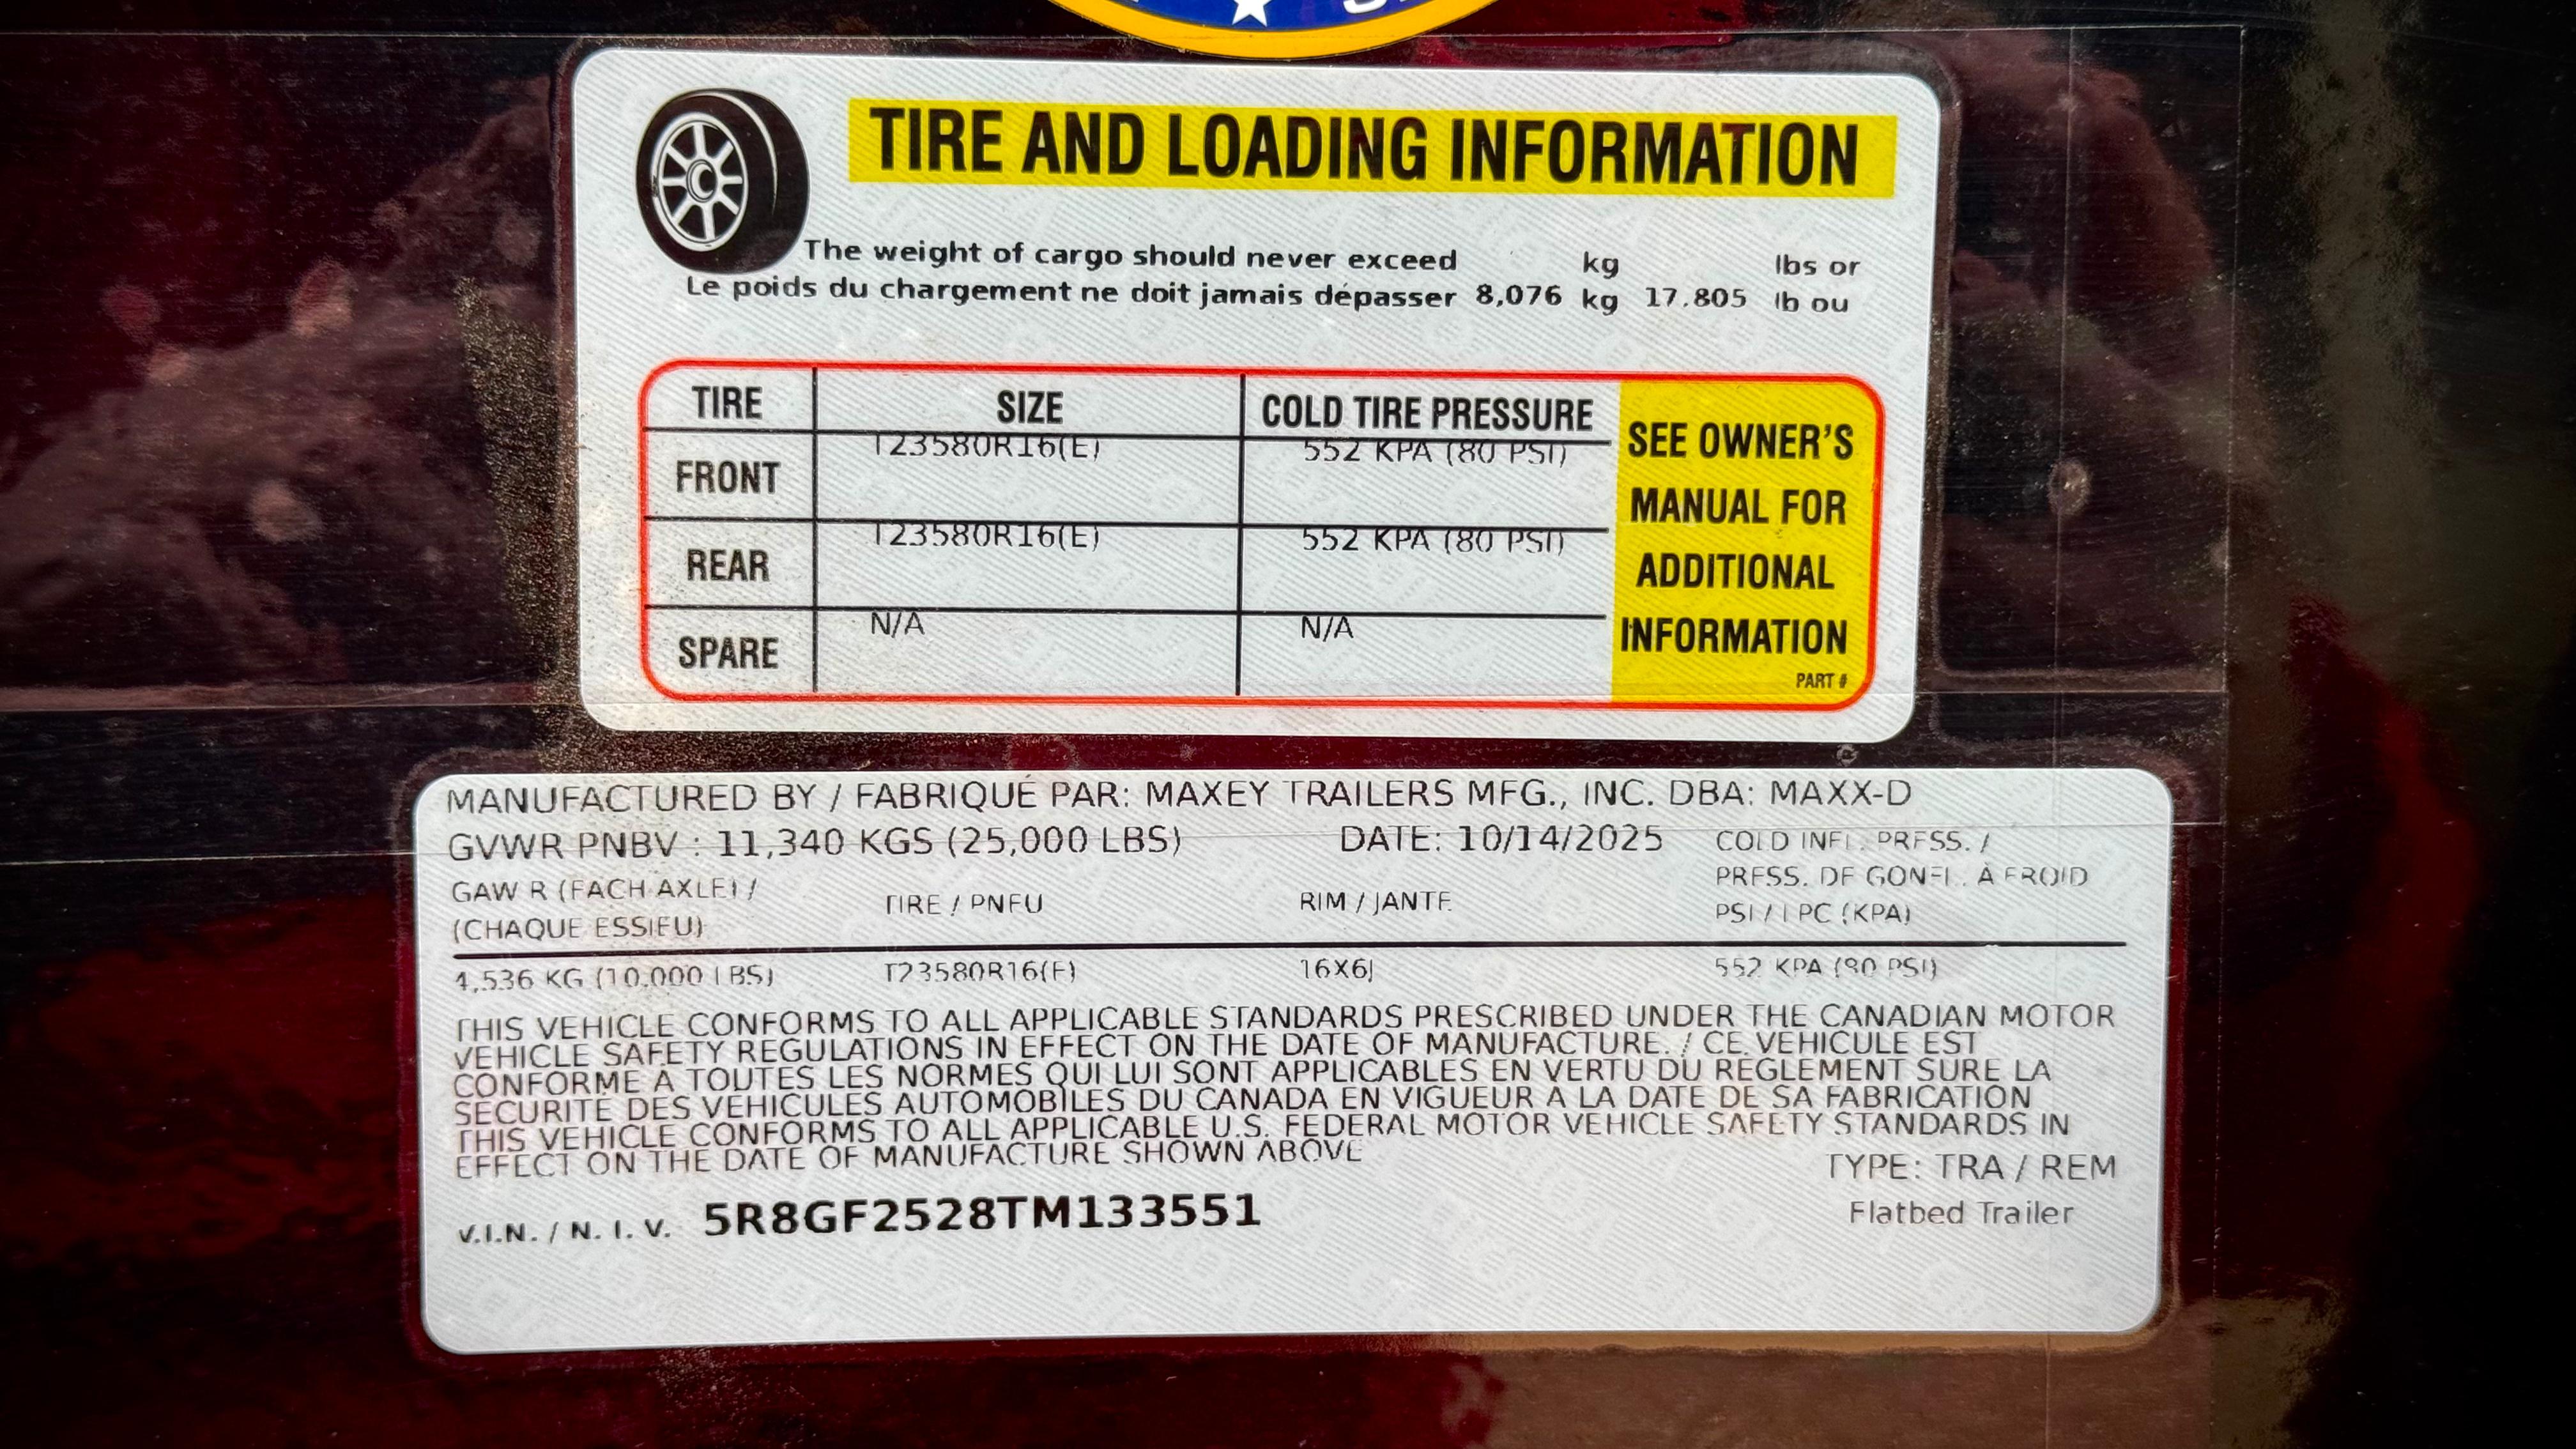 TIRE AND LOADING INFORMATION
The weight of cargo should never exceed kg lbs or
Le poids du chargement ne doit jamais dépasser 8,076 kg 17,805 lb ou
TIRE SIZE COLD TIRE PRESSURE
FRONT T23580R16(E) 552 KPA (80 PSI)
REAR T23580R16(E) 552 KPA (80 PSI)
SPARE N/A N/A
SEE OWNER'S
MANUAL FOR
ADDITIONAL
INFORMATION
PART #
MANUFACTURED BY / FABRIQUÉ PAR: MAXEY TRAILERS MFG., INC. DBA: MAXX-D
GVWR PNBV : 11,340 KGS (25,000 LBS) DATE: 10/14/2025
GAWR (EACH AXLE) /
(CHAQUE ESSIEU)
TIRE / PNEU
RIM / JANTE
COLD INFL. PRESS. /
PRESS. DE GONFL. À FROID
PSI / LPC (KPA)
4,536 KG (10,000 LBS) T23580R16(E) 16X6J 552 KPA (80 PSI)
THIS VEHICLE CONFORMS TO ALL APPLICABLE STANDARDS PRESCRIBED UNDER THE CANADIAN MOTOR
VEHICLE SAFETY REGULATIONS IN EFFECT ON THE DATE OF MANUFACTURE. / CE VÉHICULE EST
CONFORME À TOUTES LES NORMES QUI LUI SONT APPLICABLES EN VERTU DU RÈGLEMENT SURE LA
SÉCURITÉ DES VÉHICULES AUTOMOBILES DU CANADA EN VIGUEUR À LA DATE DE SA FABRICATION
THIS VEHICLE CONFORMS TO ALL APPLICABLE U.S. FEDERAL MOTOR VEHICLE SAFETY STANDARDS IN
EFFECT ON THE DATE OF MANUFACTURE SHOWN ABOVE
TYPE: TRA / REM
V.I.N. / N. I. V. 5R8GF2528TM133551
Flatbed Trailer